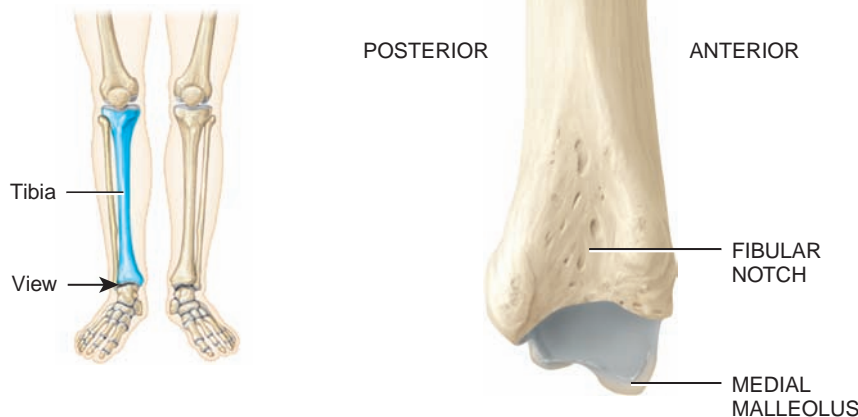 POSTERIOR
ANTERIOR
Tibia
View
FIBULAR
NOTCH
MEDIAL
MALLEOLUS